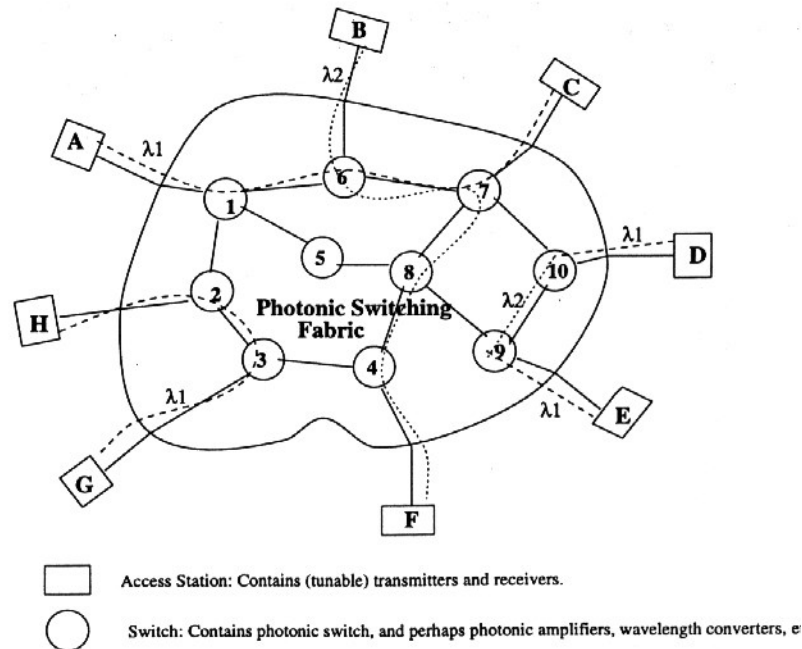 B
λ2
C
A
λ1
6
7
1
λ1
D
5
10
8
2
λ2
Photonic Switching
Fabric
H
9
3
4
λ1
E
λ1
G
F
Access Station: Contains (tunable) transmitters and receivers.
Switch: Contains photonic switch, and perhaps photonic amplifiers, wavelength converters, e